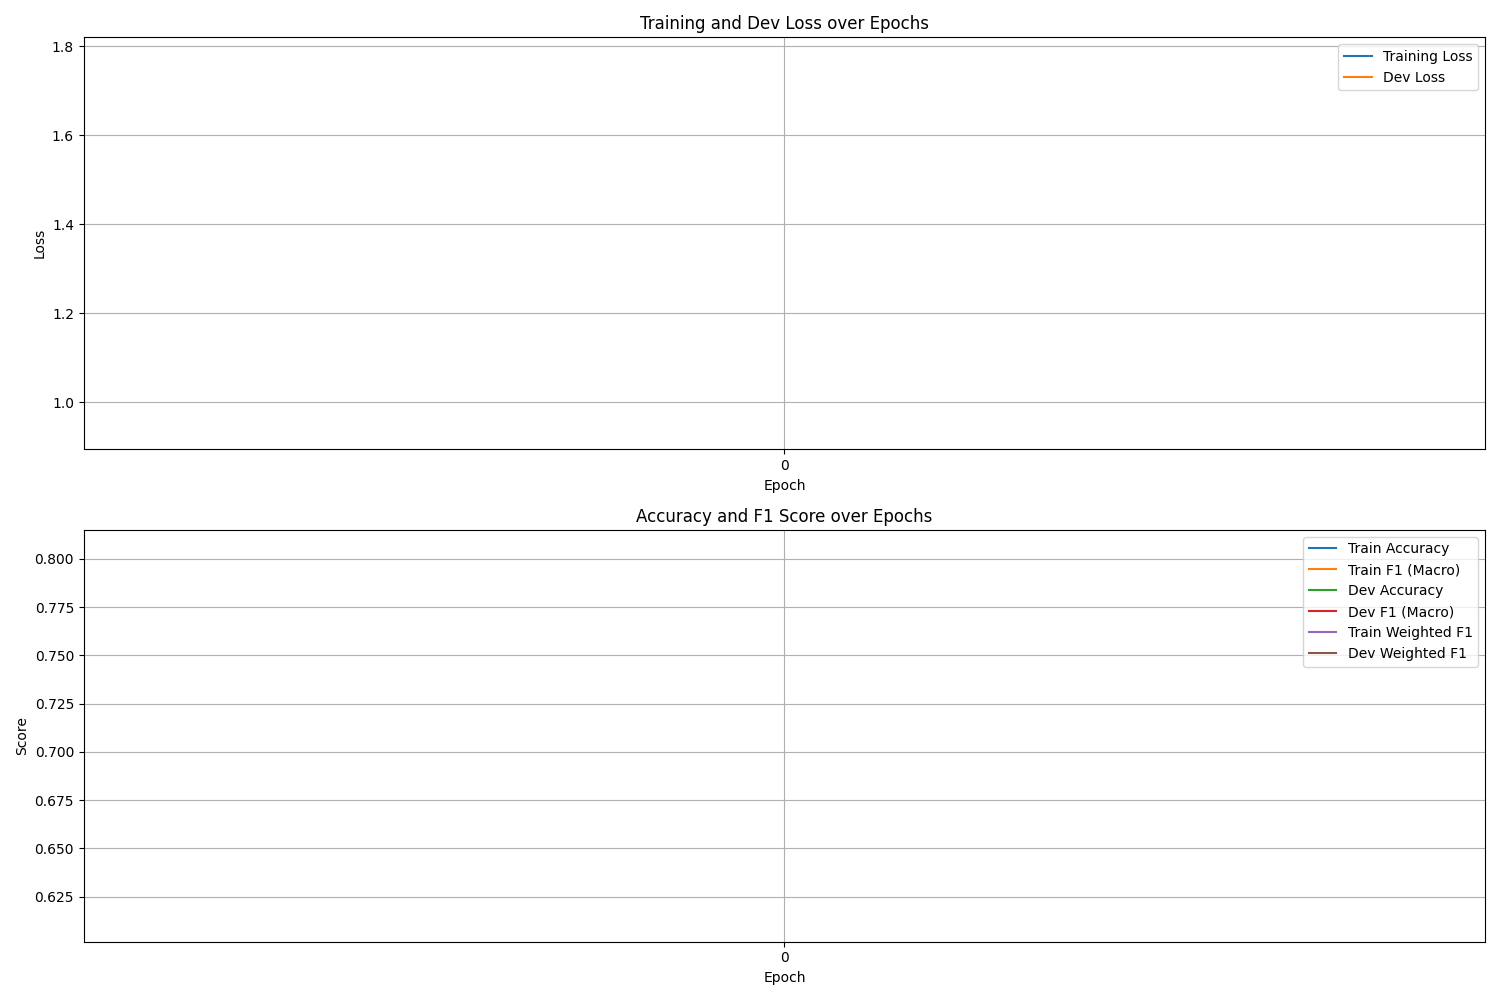 Training and Dev Loss over Epochs
1.8
1.6
1.4
1.2
1.0
Loss
Training Loss
Dev Loss
0
Epoch
Accuracy and F1 Score over Epochs
0.800
0.775
0.750
0.725
0.700
0.675
0.650
0.625
Score
Train Accuracy
Train F1 (Macro)
Dev Accuracy
Dev F1 (Macro)
Train Weighted F1
Dev Weighted F1
0
Epoch